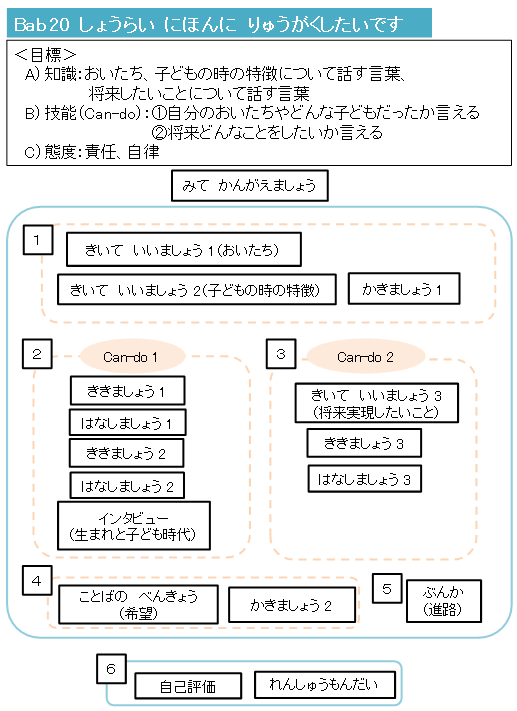 Bab 20 しょうらい にほんに りゅうがくしたいです
＜目標＞
A）知識：おいたち、子どもの時の特徴について話す言葉、
将来したいことについて話す言葉
B）技能（Can-do）：①自分のおいたちやどんな子どもだったか言える
②将来どんなことをしたいか言える
C）態度：責任、自律
みて かんがえましょう
1
きいて いいましょう 1（おいたち）
きいて いいましょう 2（子どもの時の特徴）
かきましょう 1
2
Can-do 1
ききましょう 1
はなしましょう 1
ききましょう 2
はなしましょう 2
インタビュー
（生まれと子ども時代）
3
Can-do 2
きいて いいましょう 3
（将来実現したいこと）
ききましょう 3
はなしましょう 3
4
ことばの べんきょう
（希望）
かきましょう 2
5
ぶんか
（進路）
6
自己評価
れんしゅうもんだい